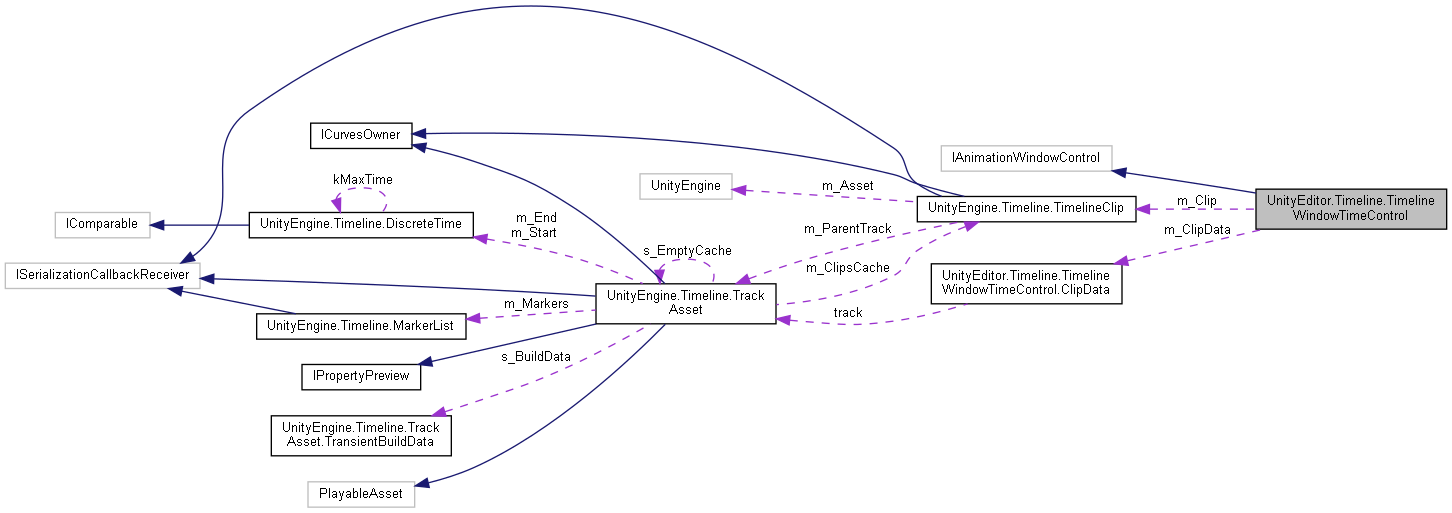 ICurvesOwner
IAnimationWindowControl
kMaxTime
UnityEngine
m_Asset
m_Clip
UnityEditor.Timeline.Timeline
WindowTimeControl
IComparable
UnityEngine.Timeline.DiscreteTime
m_End
m_Start
UnityEngine.Timeline.TimelineClip
m_ParentTrack
m_ClipData
s_EmptyCache
m_ClipsCache
ISerializationCallbackReceiver
UnityEditor.Timeline.Timeline
WindowTimeControl.ClipData
UnityEngine.Timeline.Track
Asset
m_Markers
track
UnityEngine.Timeline.MarkerList
s_BuildData
IPropertyPreview
UnityEngine.Timeline.Track
Asset.TransientBuildData
PlayableAsset